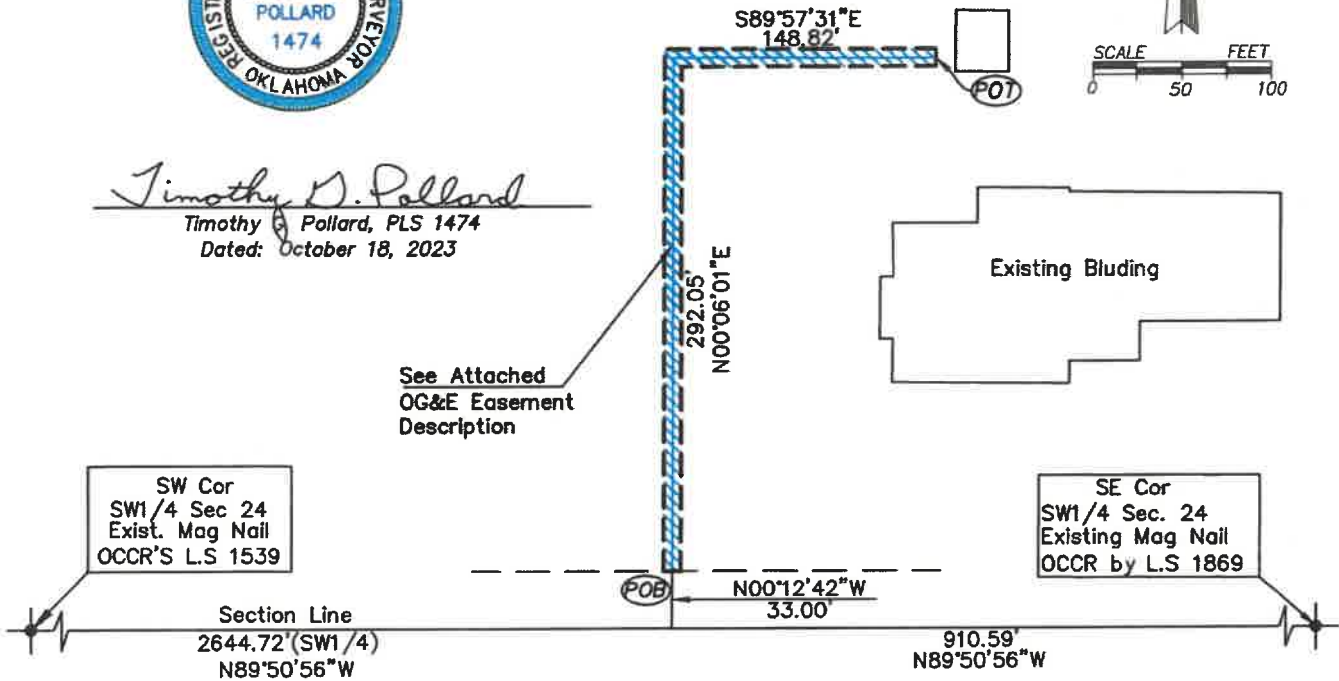 POLLARD
1474
OKLAHOMA
S89°57'31"E
148.82'
SCALE FEET
0 50 100
POT
Timothy D. Pollard
Timothy Pollard, PLS 1474
Dated: October 18, 2023
292.05'
N00°06'01"E
Existing Bluding
See Attached
OG&E Easement
Description
SW Cor
SW1/4 Sec 24
Exist. Mag Nail
OCCR'S L.S 1539
SE Cor
SW1/4 Sec. 24
Existing Mag Nail
OCCR by L.S 1869
POB
N00°12'42"W
33.00'
Section Line
2644.72'(SW1/4)
N89°50'56"W
910.59'
N89°50'56"W